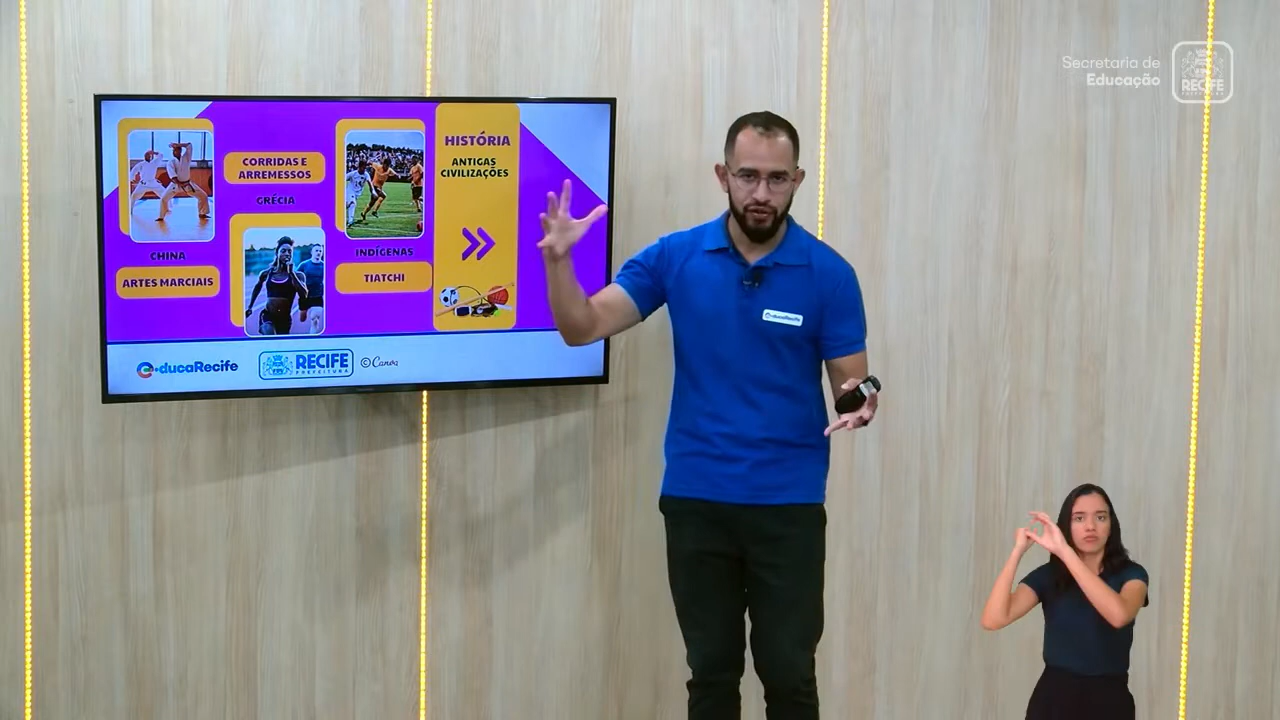 Secretaria de
Educação
RECIFE
PREFEITURA
CORRIDAS E
ARREMESSOS
GRÉCIA
CHINA
ARTES MARCIAIS
INDÍGENAS
TIATCHI
HISTÓRIA
ANTIGAS
CIVILIZAÇÕES
EducaRecife
RECIFE
PREFEITURA
© Canva
EducaRecife